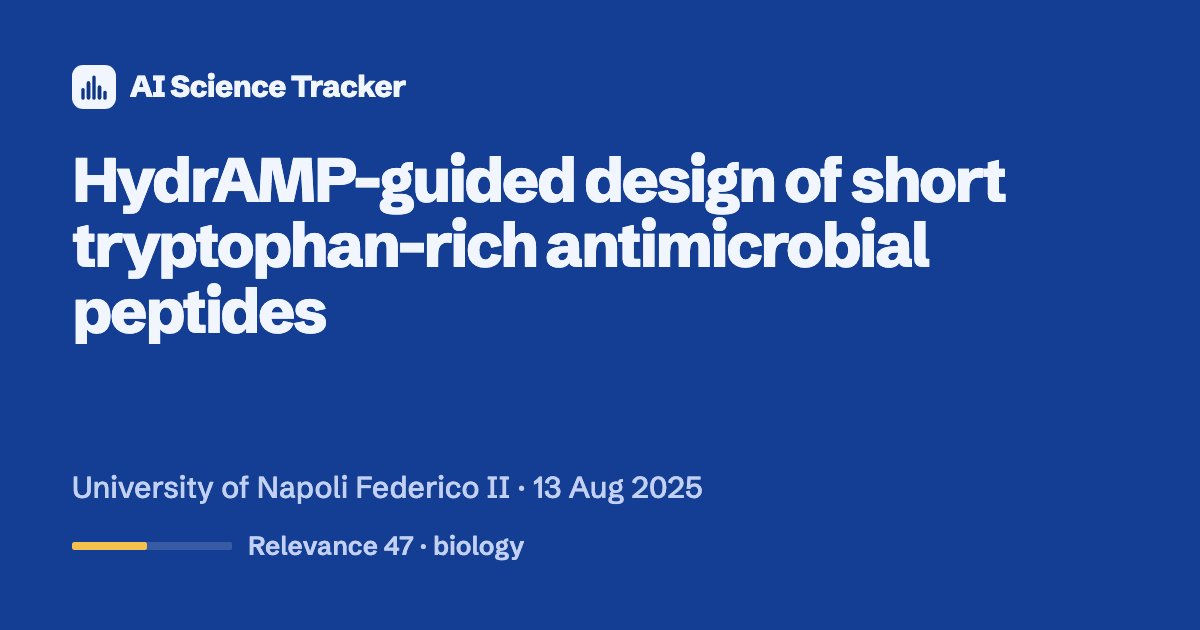 AI Science Tracker
HydrAMP-guided design of short
tryptophan-rich antimicrobial
peptides
University of Napoli Federico II · 13 Aug 2025
Relevance 47 · biology